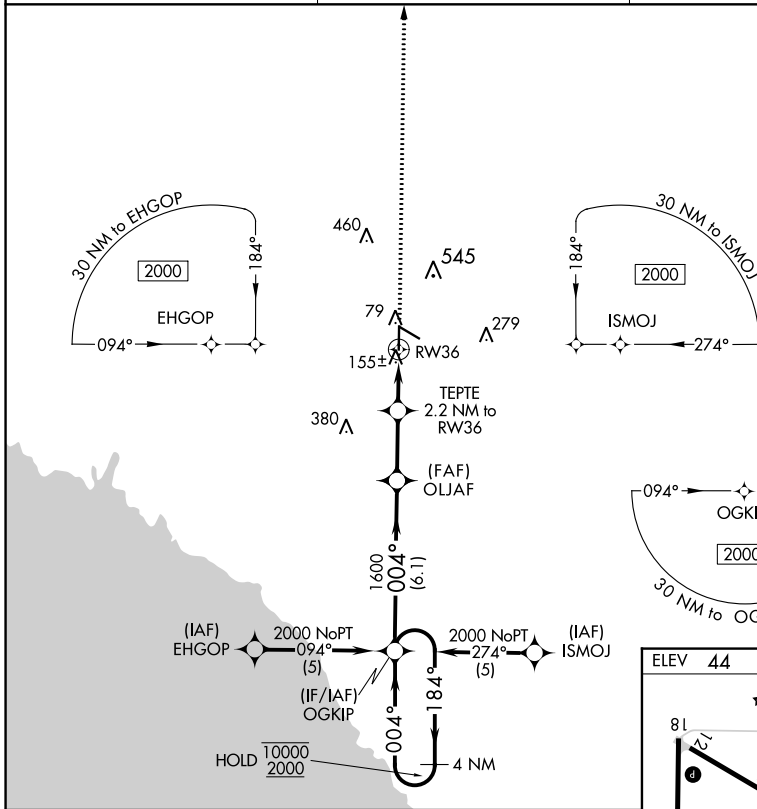 30 NM to EHGOP
184°
2000
EHGOP
094°
460
545
79
279
155±
RW36
184°
30 NM to ISMOJ
2000
ISMOJ
274°
380
TEPTE
2.2 NM to
RW36
(FAF)
OLJAF
094°
2000
30 NM to
1600
004°
(6.1)
(IAF)
EHGOP
2000 NoPT
094°
(5)
2000 NoPT
274°
(5)
(IAF)
ISMOJ
(IF/IAF)
OGKIP
004°
184°
HOLD 10000
2000
4 NM
ELEV 44
18
12
P